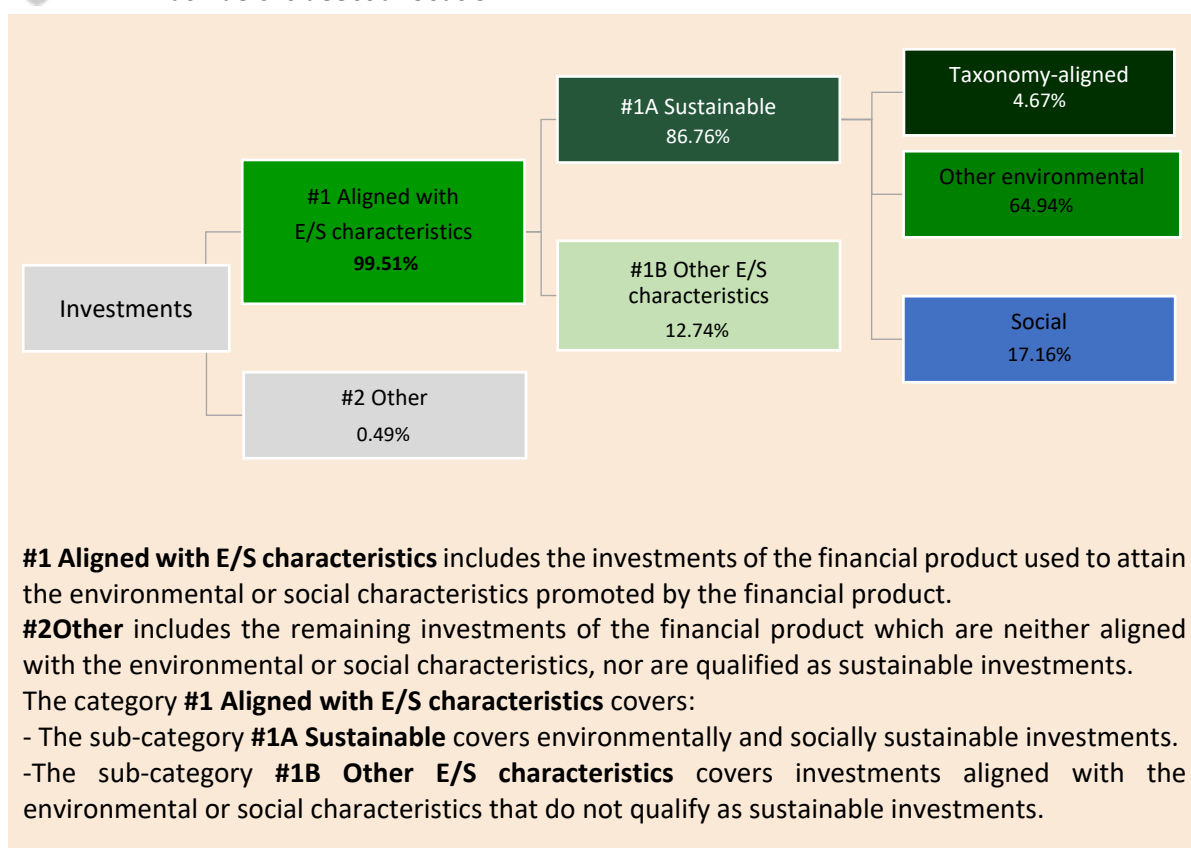 Taxonomy-aligned
4.67%
#1A Sustainable
86.76%
Other environmental
64.94%
#1 Aligned with
E/S characteristics
99.51%
#1B Other E/S
characteristics
12.74%
Investments
Social
17.16%
#2 Other
0.49%
#1 Aligned with E/S characteristics includes the investments of the financial product used to attain
the environmental or social characteristics promoted by the financial product.
#2Other includes the remaining investments of the financial product which are neither aligned
with the environmental or social characteristics, nor are qualified as sustainable investments.
The category #1 Aligned with E/S characteristics covers:
- The sub-category #1A Sustainable covers environmentally and socially sustainable investments.
-The sub-category #1B Other E/S characteristics covers investments aligned with the
environmental or social characteristics that do not qualify as sustainable investments.